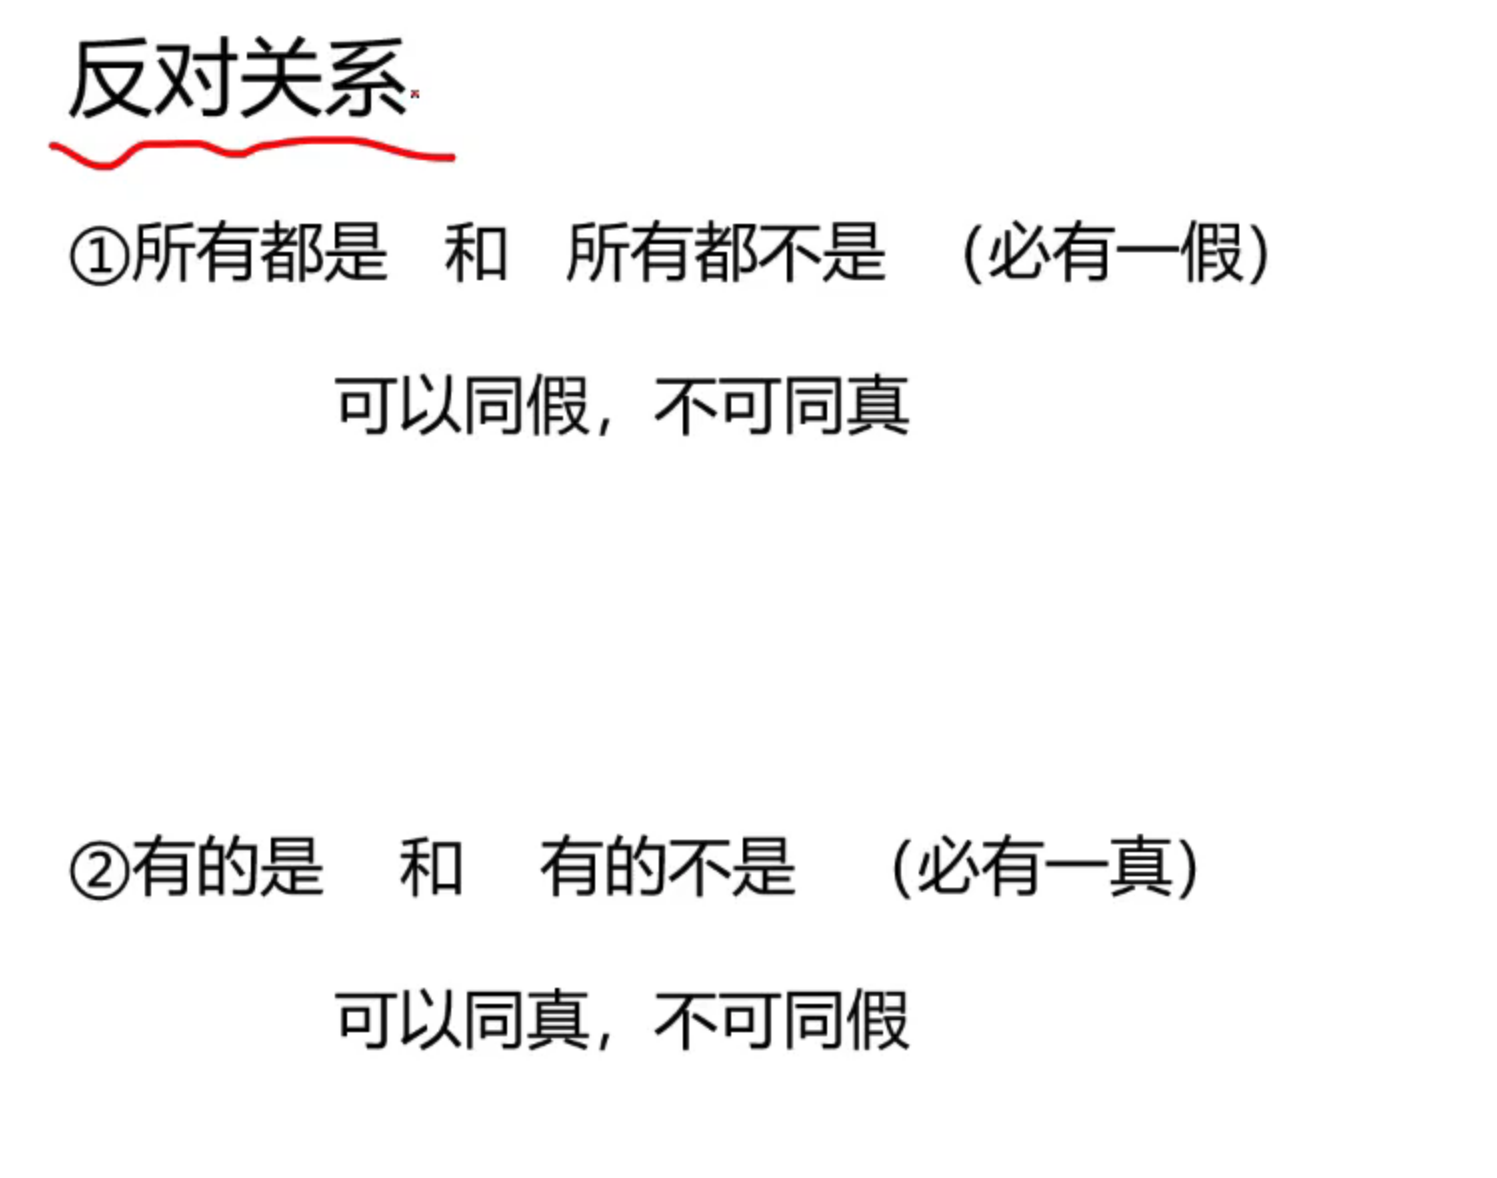 反对关系
①所有都是 和 所有都不是 （必有一假）
可以同假，不可同真
②有的是 和 有的不是 （必有一真）
可以同真，不可同假